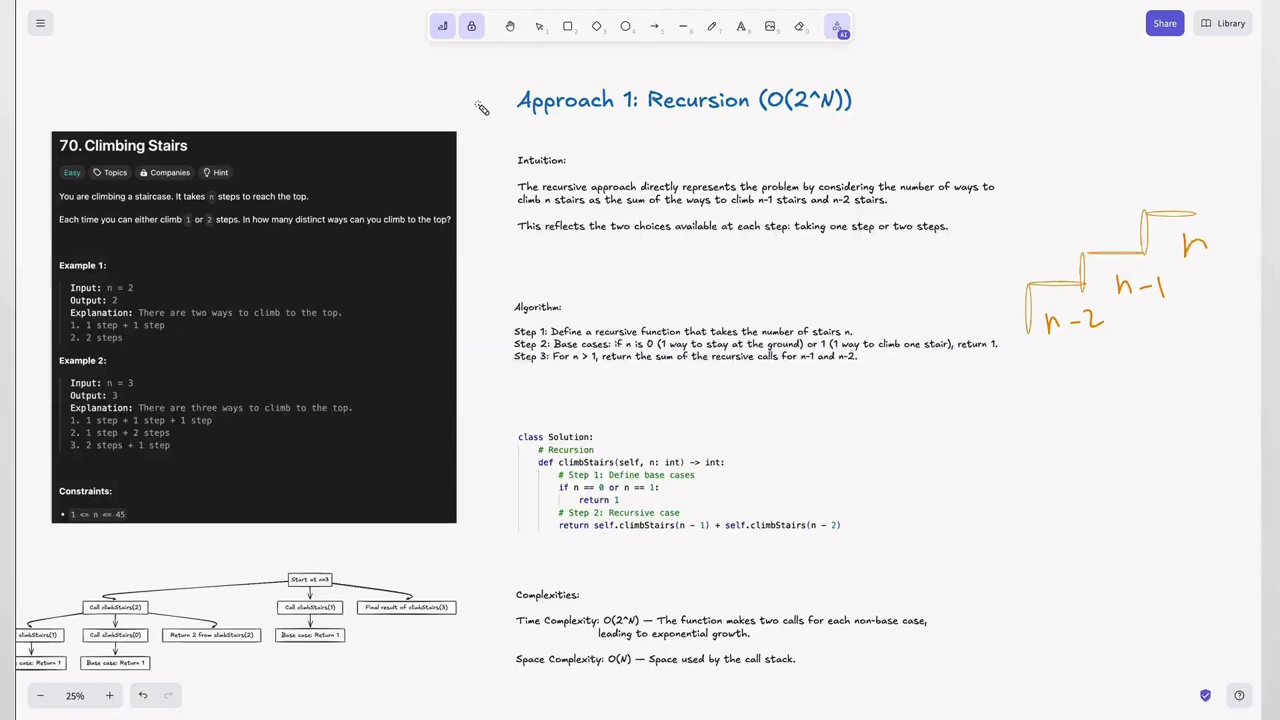 1
2
3
4
5
6
7
A
8
9
0
AI
Share
Library
Approach 1: Recursion (O(2^N))
70. Climbing Stairs
Easy
Topics
Companies
Hint
You are climbing a staircase. It takes n steps to reach the top.
Each time you can either climb 1 or 2 steps. In how many distinct ways can you climb to the top?
Example 1:
Input: n = 2
Output: 2
Explanation: There are two ways to climb to the top.
1. 1 step + 1 step
2. 2 steps
Example 2:
Input: n = 3
Output: 3
Explanation: There are three ways to climb to the top.
1. 1 step + 1 step + 1 step
2. 1 step + 2 steps
3. 2 steps + 1 step
Constraints:
1 <= n <= 45
Intuition:
The recursive approach directly represents the problem by considering the number of ways to
climb n stairs as the sum of the ways to climb n-1 stairs and n-2 stairs.
This reflects the two choices available at each step: taking one step or two steps.
n
n-1
n-2
Algorithm:
Step 1: Define a recursive function that takes the number of stairs n.
Step 2: Base cases: if n is 0 (1 way to stay at the ground) or 1 (1 way to climb one stair), return 1.
Step 3: For n > 1, return the sum of the recursive calls for n-1 and n-2.
class Solution:
# Recursion
def climbStairs(self, n: int) -> int:
# Step 1: Define base cases
if n == 0 or n == 1:
return 1
# Step 2: Recursive case
return self.climbStairs(n - 1) + self.climbStairs(n - 2)
Complexities:
Time Complexity: O(2^N) — The function makes two calls for each non-base case,
leading to exponential growth.
Space Complexity: O(N) — Space used by the call stack.
Start at n=3
Call climbStairs(2)
Call climbStairs(1)
Final result of climbStairs(3)
climbStairs(1)
Call climbStairs(0)
Return 2 from climbStairs(2)
Base case: Return 1
case: Return 1
Base case: Return 1
25%